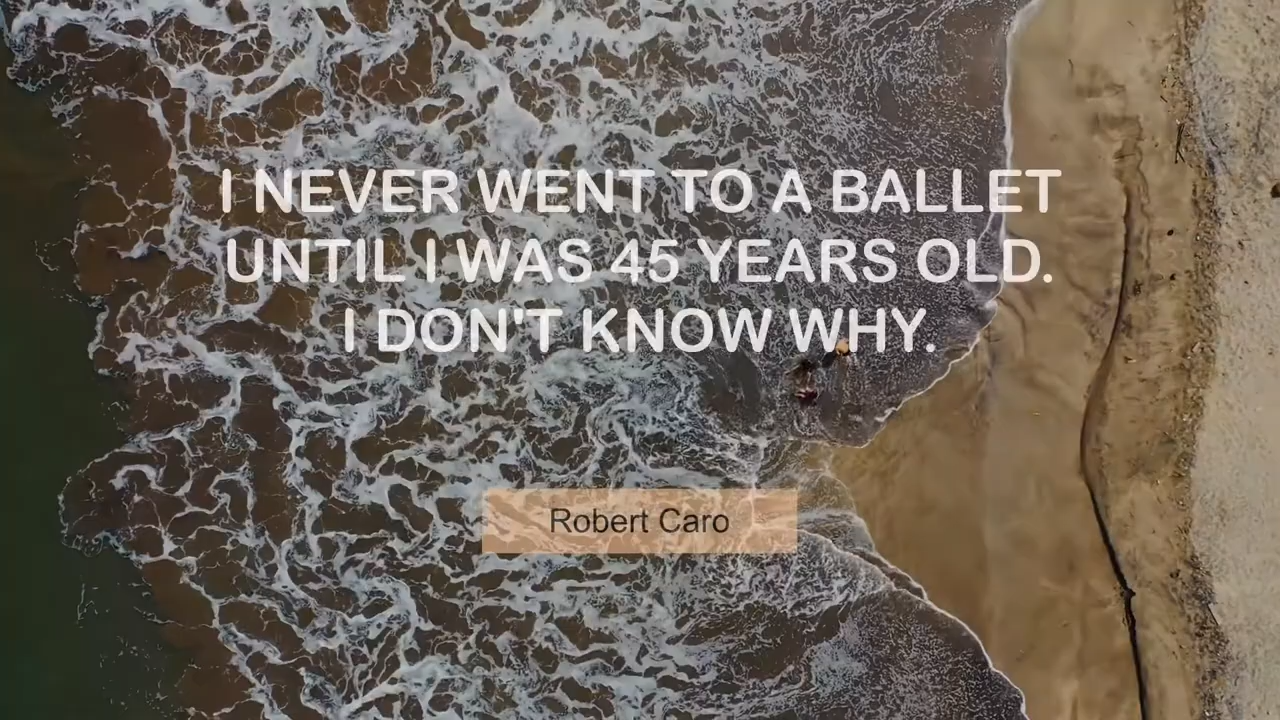 I NEVER WENT TO A BALLET
UNTIL I WAS 45 YEARS OLD.
I DON'T KNOW WHY.
Robert Caro